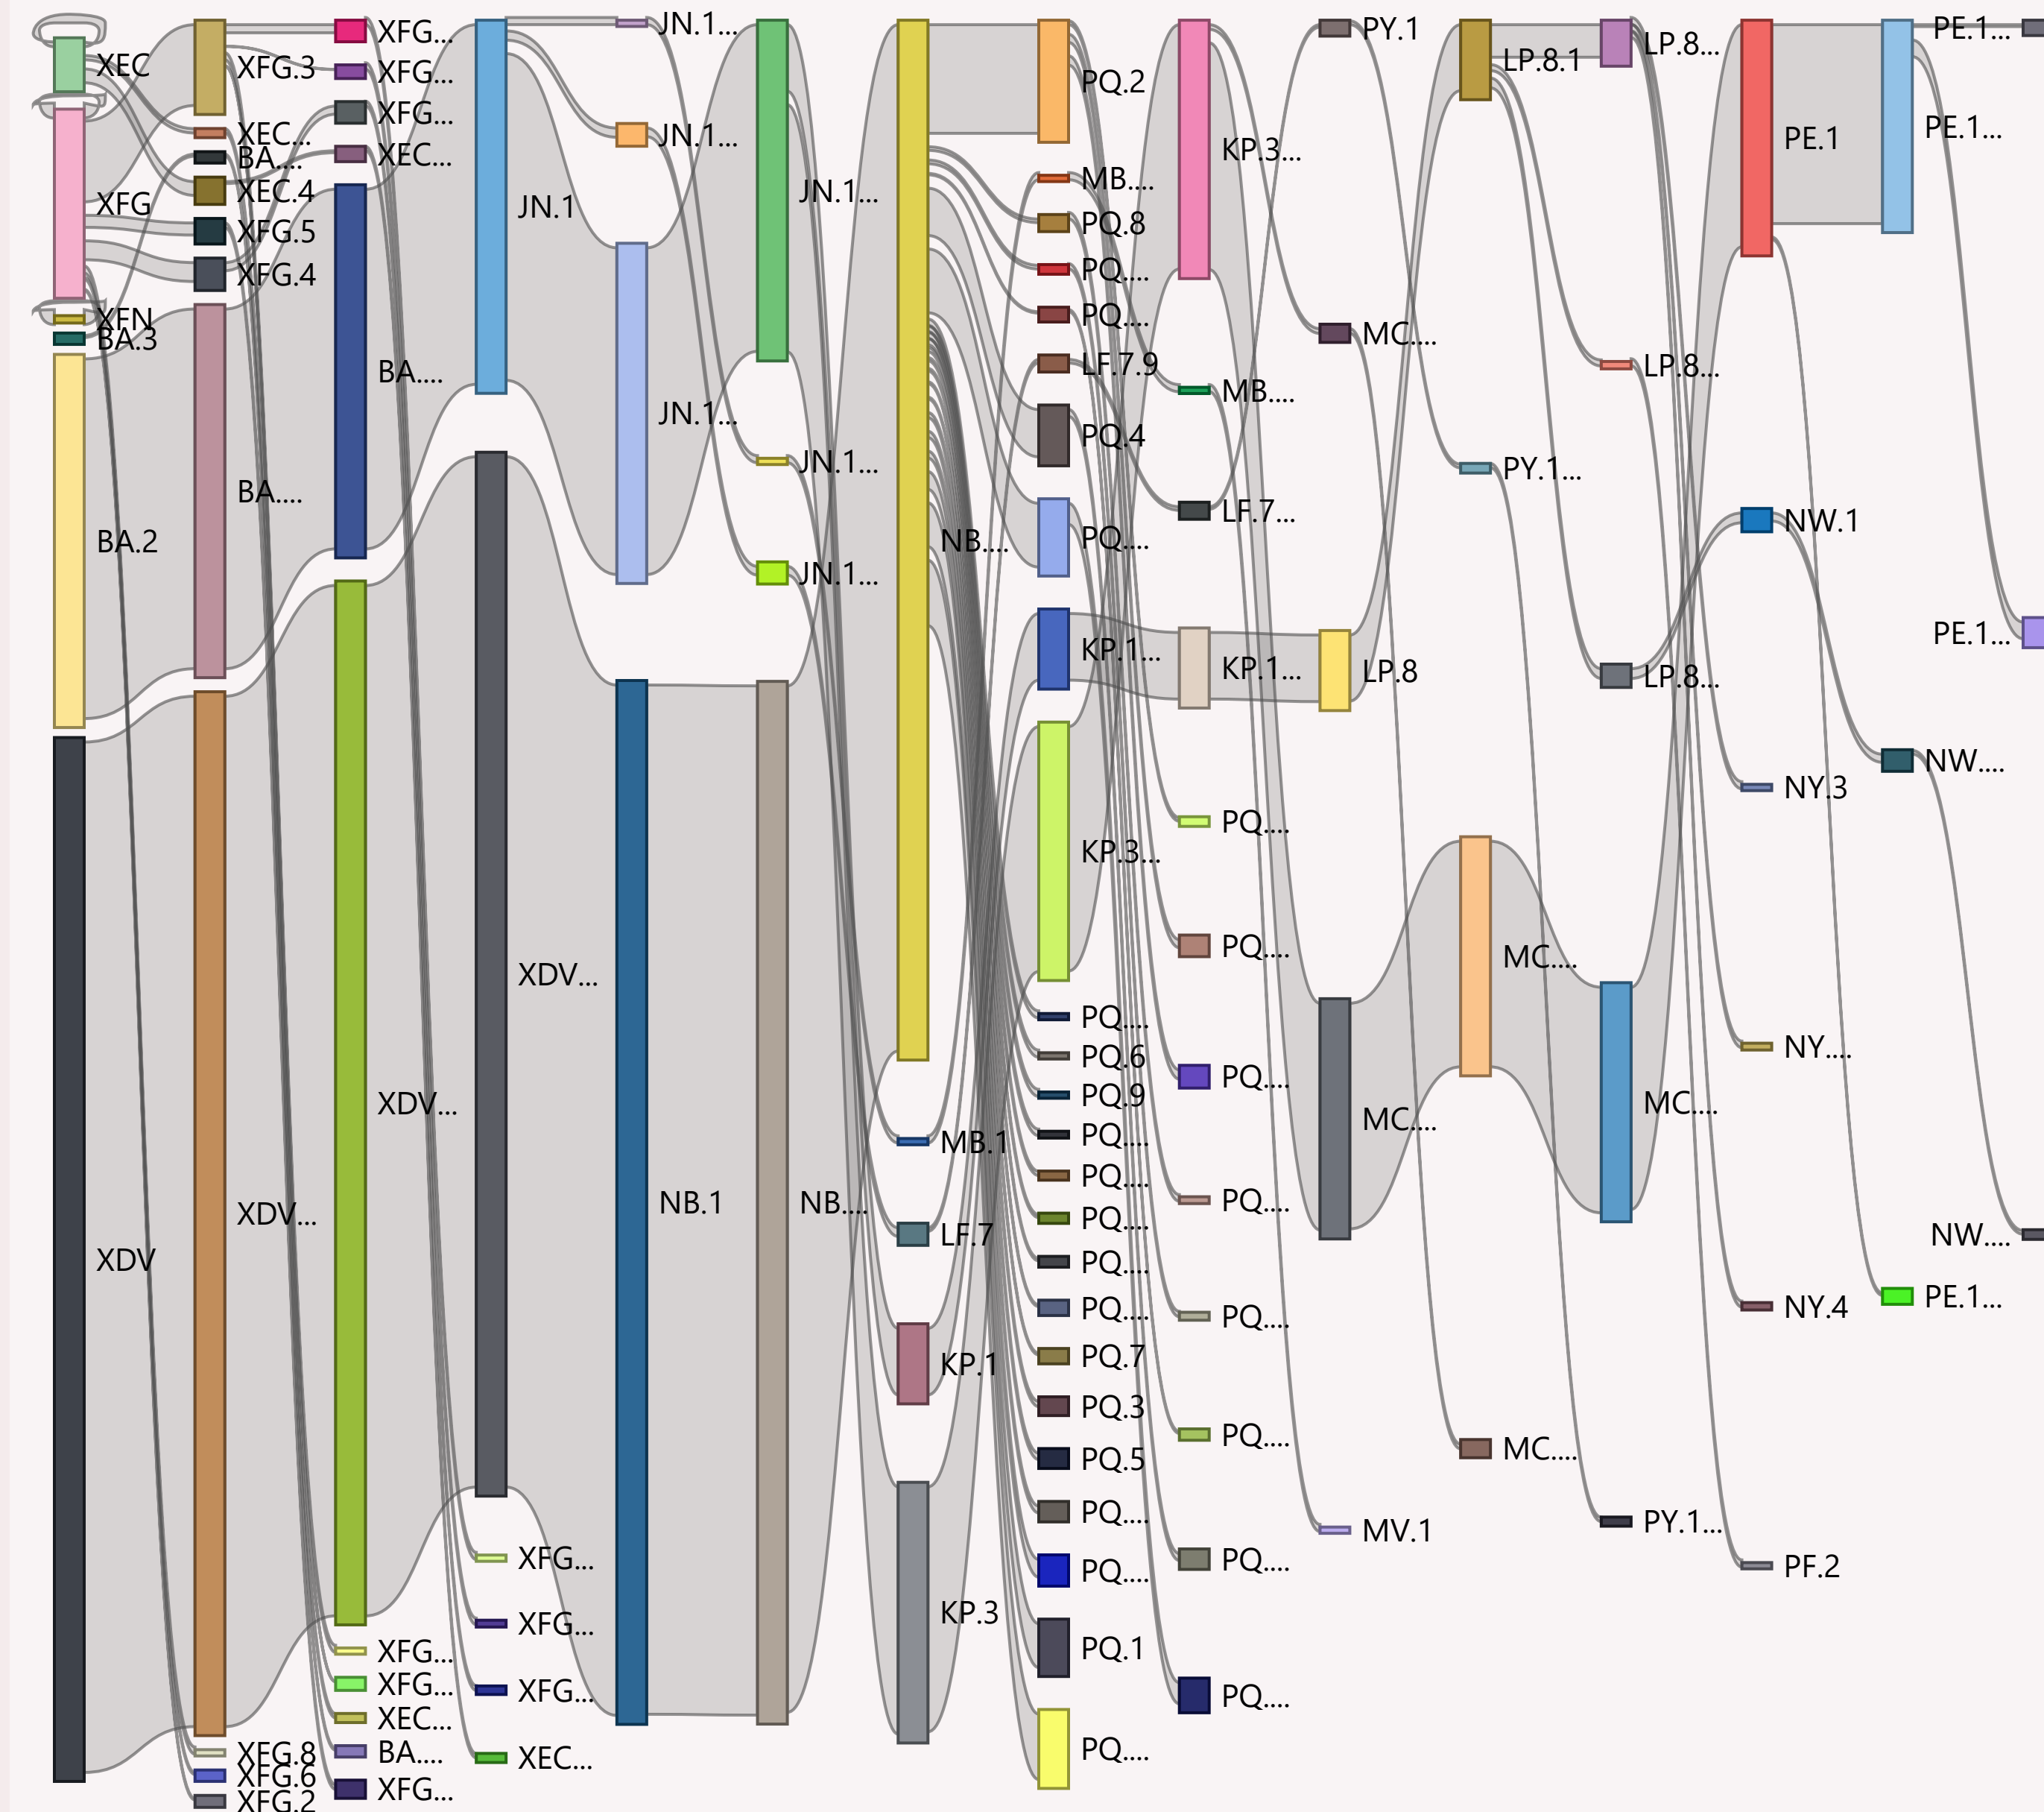 XEC
XFG
XFN
BA.3
BA.2
XDV
XFG.3
XEC...
BA....
XEC.4
XFG.5
XFG.4
BA....
XDV...
XFG.8
XFG.6
XFG.2
XFG...
XFG...
XFG...
XEC...
BA....
XDV...
XFG...
XFG...
XEC...
BA....
XFG...
JN.1
XDV...
XFG...
XFG...
XFG...
XEC...
JN.1...
JN.1...
JN.1...
NB.1
JN.1...
JN.1...
JN.1...
NB....
NB....
MB.1
LF.7
KP.1
KP.3
PQ.2
MB....
PQ.8
PQ....
PQ....
LF.7.9
PQ.4
PQ....
KP.1...
KP.3...
PQ....
PQ.6
PQ.9
PQ....
PQ....
PQ....
PQ....
PQ....
PQ.7
PQ.3
PQ.5
PQ....
PQ....
PQ.1
PQ....
KP.3...
MB....
LF.7...
KP.1...
PQ....
PQ....
PQ....
PQ....
PQ....
PQ....
PQ....
PQ....
PY.1
MC....
LP.8
MC....
MV.1
LP.8.1
PY.1...
MC....
MC....
LP.8...
LP.8...
LP.8...
MC....
PY.1...
PE.1
NW.1
NY.3
NY....
NY.4
PF.2
PE.1...
NW....
PE.1...
PE.1...
PE.1...
NW....